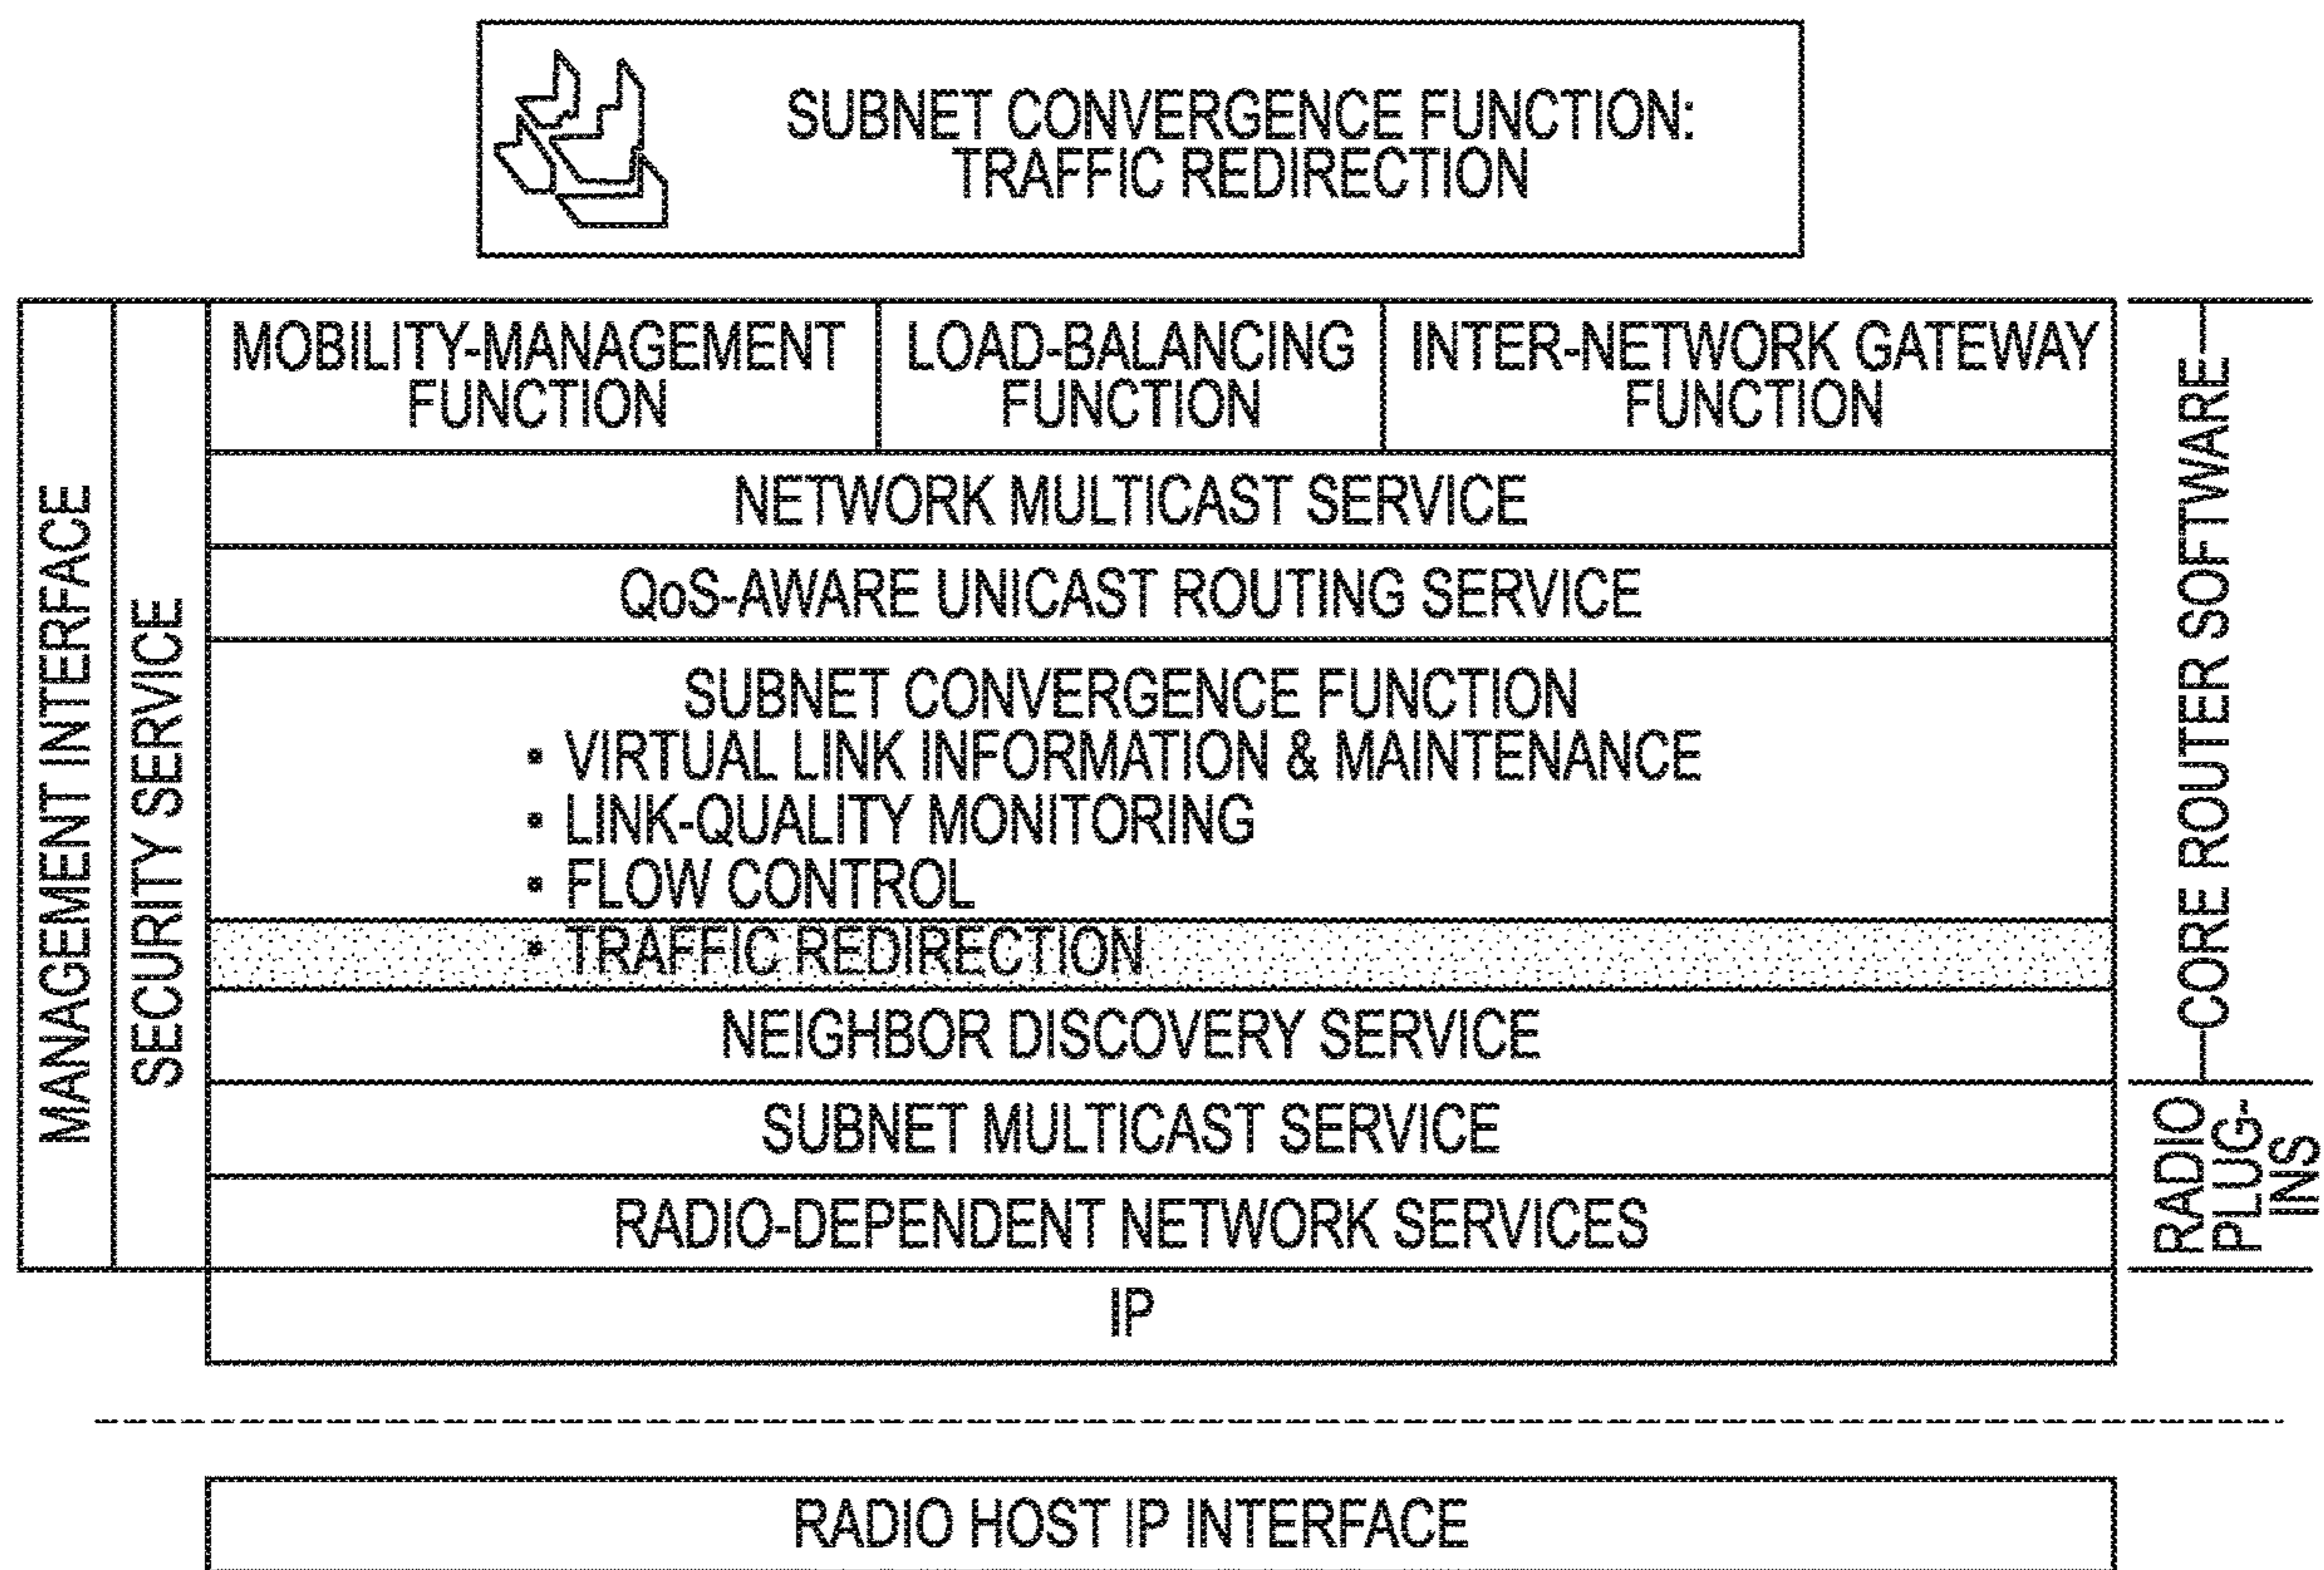 SUBNET CONVERGENCE FUNCTION:
TRAFFIC REDIRECTION
MANAGEMENT INTERFACE
SECURITY SERVICE
MOBILITY-MANAGEMENT
FUNCTION
LOAD-BALANCING
FUNCTION
INTER-NETWORK GATEWAY
FUNCTION
NETWORK MULTICAST SERVICE
QoS-AWARE UNICAST ROUTING SERVICE
SUBNET CONVERGENCE FUNCTION
▪ VIRTUAL LINK INFORMATION & MAINTENANCE
▪ LINK-QUALITY MONITORING
▪ FLOW CONTROL
▪ TRAFFIC REDIRECTION
NEIGHBOR DISCOVERY SERVICE
SUBNET MULTICAST SERVICE
RADIO-DEPENDENT NETWORK SERVICES
IP
CORE ROUTER SOFTWARE
RADIO
PLUG-
INS
RADIO HOST IP INTERFACE